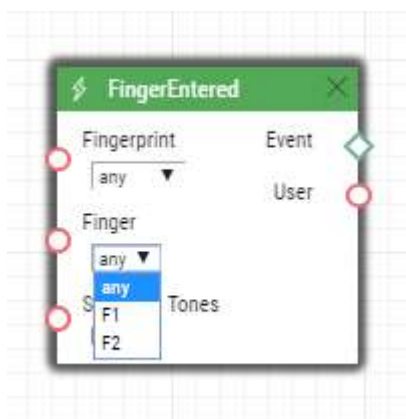 FingerEntered
Fingerprint Event
any
User
Finger
any
any
Tones
F1
F2